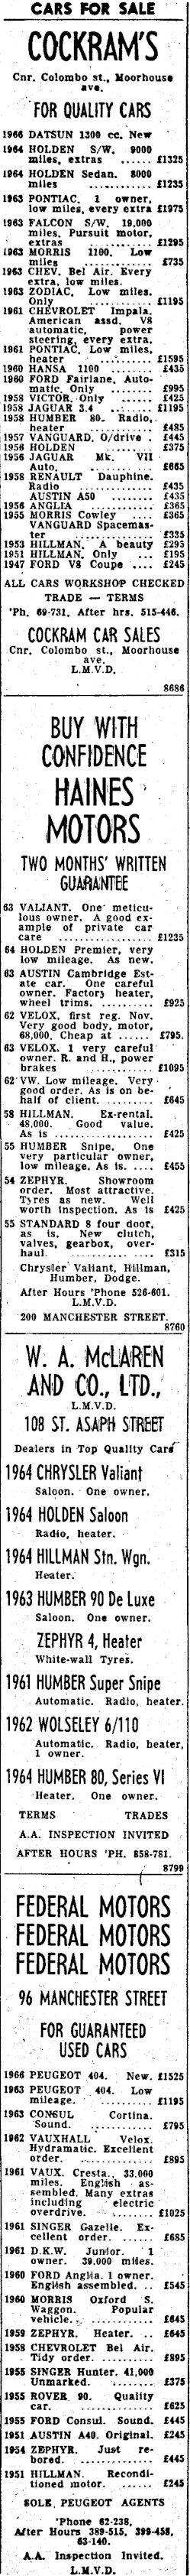 CARS FOR SALE
COCKRAM'S
Cnr. Colombo st., Moorhouse
ave.
FOR QUALITY CARS
1966 DATSUN 1300 cc. New
1964 HOLDEN S/W. 9000
miles, extras ...... £1325
1964 HOLDEN Sedan. 8000
miles .......... £1235
1963 PONTIAC. 1 owner,
low miles, every extra £1975
1963 FALCON S/W. 19,000
miles. Pursuit motor,
extras .......... £1295
1963 MORRIS 1100. Low
miles .......... £735
1963 CHEV. Bel Air. Every
extra, low miles.
1963 ZODIAC. Low miles.
Only .......... £1195
1961 CHEVROLET Impala.
American assd. V8
automatic, power
steering, every extra.
1961 PONTIAC. Low miles,
heater .......... £1595
1960 HANSA 1100 .... £435
1960 FORD Fairlane. Auto-
matic. Only .... £995
1958 VICTOR. Only .. £425
1958 JAGUAR 3.4 .... £1195
1958 HUMBER 80. Radio,
heater .......... £485
1957 VANGUARD. O/drive . £445
1956 HOLDEN .... £375
1956 JAGUAR Mk. VII
Auto. .......... £665
1958 RENAULT Dauphine.
Radio .......... £435
AUSTIN A50 .... £435
1956 ANGLIA .... £365
1955 MORRIS Cowley .. £365
VANGUARD Spacemas-
ter .......... £335
1953 HILLMAN. A beauty £295
1951 HILLMAN. Only .. £195
1947 FORD V8 Coupe .. £245
ALL CARS WORKSHOP CHECKED
TRADE — TERMS
'Ph. 69-731. After hrs. 515-446.
COCKRAM CAR SALES
Cnr. Colombo st., Moorhouse
ave.
L.M.V.D.
8686
BUY WITH
CONFIDENCE
HAINES
MOTORS
TWO MONTHS' WRITTEN
GUARANTEE
63 VALIANT. One meticu-
lous owner. A good ex-
ample of private car
care .......... £1235
64 HOLDEN Premier, very
low mileage. As new.
63 AUSTIN Cambridge Est-
ate car. One careful
owner. Factory heater,
wheel trims. .... £925
62 VELOX, first reg. Nov.
Very good body, motor,
68,000. Cheap at .... £795.
63 VELOX. 1 very careful
owner. R. and H., power
brakes .......... £1095
62 VW. Low mileage. Very
good order. As is on be-
half of client. .... £645
58 HILLMAN. Ex-rental.
48,000. Good value.
As is .......... £425
55 HUMBER Snipe. One
very particular owner,
low mileage. As is. .... £455
54 ZEPHYR. Showroom
order. Most attractive.
Tyres as new. Well
worth inspection. As is £425
55 STANDARD 8 four door,
as is. New clutch,
valves, gearbox, over-
haul. .......... £315
Chrysler Valiant, Hillman,
Humber, Dodge.
After Hours 'Phone 526-601.
L.M.V.D.
200 MANCHESTER STREET.
8760
W. A. McLAREN
AND CO., LTD.,
L.M.V.D.
108 ST. ASAPH STREET
Dealers in Top Quality Cars
1964 CHRYSLER Valiant
Saloon. One owner.
1964 HOLDEN Saloon
Radio, heater.
1964 HILLMAN Stn. Wgn.
Heater.
1963 HUMBER 90 De Luxe
Saloon. One owner.
ZEPHYR 4, Heater
White-wall Tyres.
1961 HUMBER Super Snipe
Automatic. Radio, heater.
1962 WOLSELEY 6/110
Automatic. Radio, heater,
1 owner.
1964 HUMBER 80, Series VI
Heater. One owner.
TERMS TRADES
A.A. INSPECTION INVITED
AFTER HOURS 'PH. 858-781.
8799
FEDERAL MOTORS
FEDERAL MOTORS
FEDERAL MOTORS
96 MANCHESTER STREET
FOR GUARANTEED
USED CARS
1966 PEUGEOT 404. New. £1525
1963 PEUGEOT 404. Low
mileage. .......... £1195
1963 CONSUL Cortina.
Sound. .......... £795
1962 VAUXHALL Velox.
Hydramatic. Excellent
order. .......... £895
1961 VAUX. Cresta. 33,000
miles. English as-
sembled. Many extras
including electric
overdrive. .......... £1025
1961 SINGER Gazelle. Ex-
cellent order. .... £685
1961 D.K.W. Junior. 1
owner. 39,000 miles.
1960 FORD Anglia. 1 owner.
English assembled. .. £545
1960 MORRIS Oxford S.
Waggon. Popular
vehicle. .......... £645
1959 ZEPHYR. Heater. .. £645
1958 CHEVROLET Bel Air.
Tidy order. .... £895
1955 SINGER Hunter. 41,000
Unmarked. .... £375
1955 ROVER 90. Quality
car. .......... £625
1955 FORD Consul. Sound. £445
1951 AUSTIN A40. Original. £245
1954 ZEPHYR. Just re-
bored. .......... £445
1951 HILLMAN. Recondi-
tioned motor. .... £245
SOLE PEUGEOT AGENTS
'Phone 62-238,
After Hours 389-515, 399-458,
63-140.
A.A. Inspection Invited.
L.M.V.D.